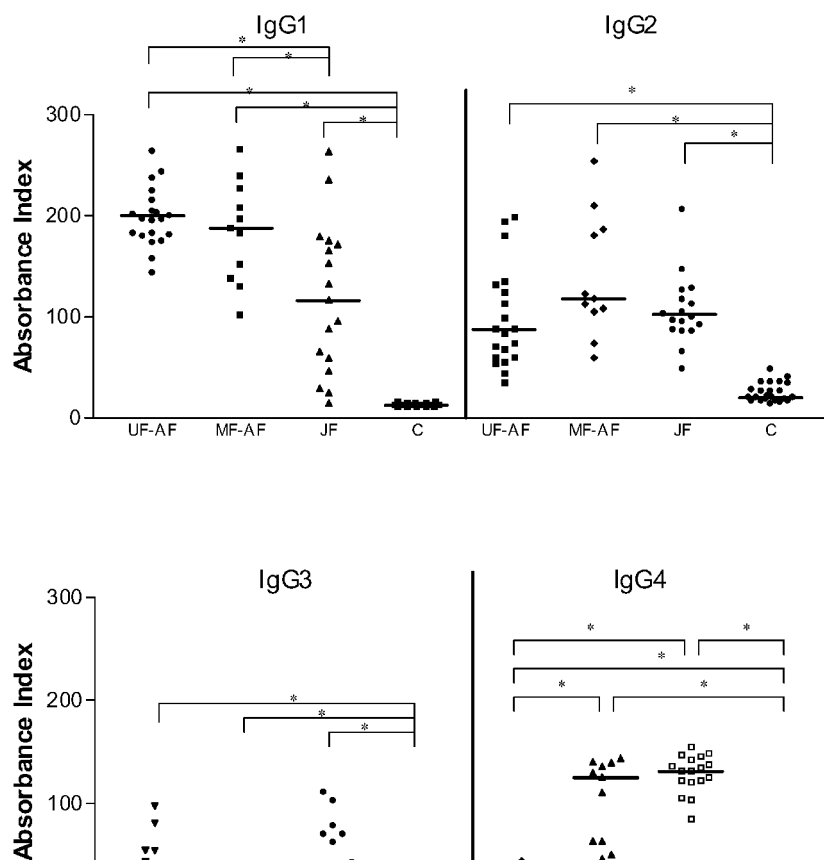 IgG1 IgG2
* 
*
* *
* *
* *
300
200
100
0
Absorbance Index
UF-AF MF-AF JF C UF-AF MF-AF JF C
IgG3 IgG4
300
* *
*
200
* * *
*
*
100
Absorbance Index